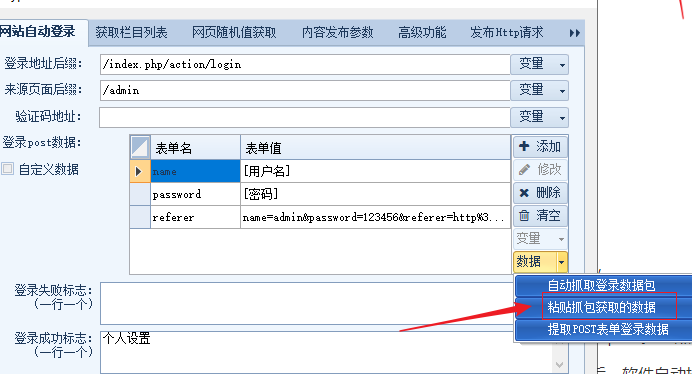 网站自动登录 获取栏目列表 网页随机值获取 内容发布参数 高级功能 发布Http请求
登录地址后缀: /index.php/action/login 变量
来源页面后缀: /admin 变量
验证码地址: 变量
登录post数据:
自定义数据
表单名 表单值
name [用户名]
password [密码]
referer name=admin&password=123456&referer=http%3...
添加
修改
删除
清空
变量
数据
自动抓取登录数据包
粘贴抓包获取的数据
提取POST表单登录数据
登录失败标志:
(一行一个)
登录成功标志: 个人设置
(一行一个)
软件自动